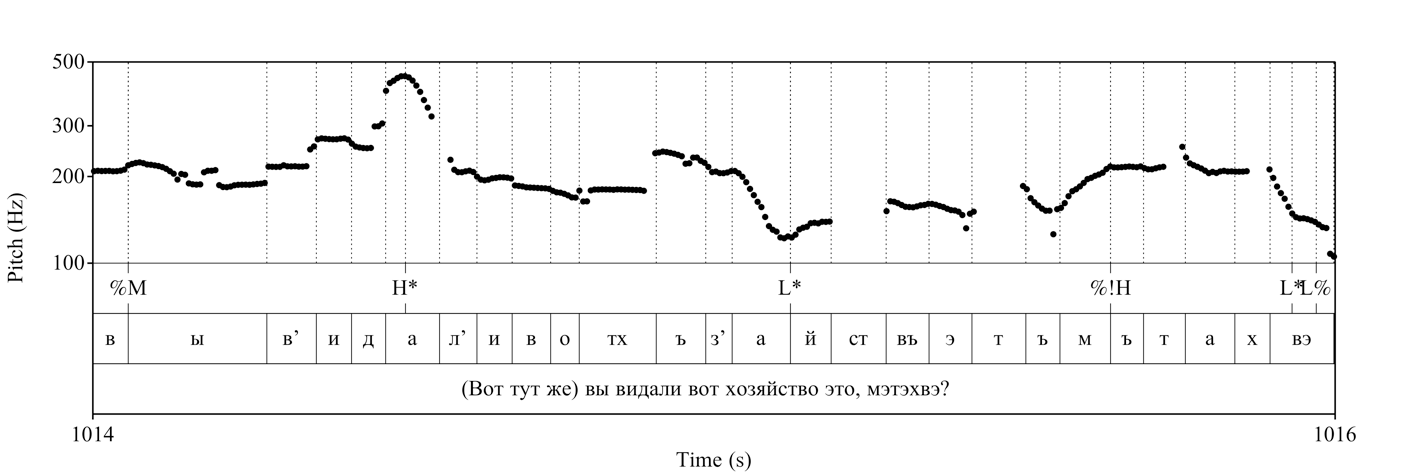 500
300
200
100
Pitch (Hz)
%M H* L* %!H L* L%
в ы в’ и д а л’ и в о тх ъ з’ а й ст въ э т ъ м ъ т а х вэ
(Вот тут же) вы видали вот хозяйство это, мэтэхвэ?
1014 1016
Time (s)